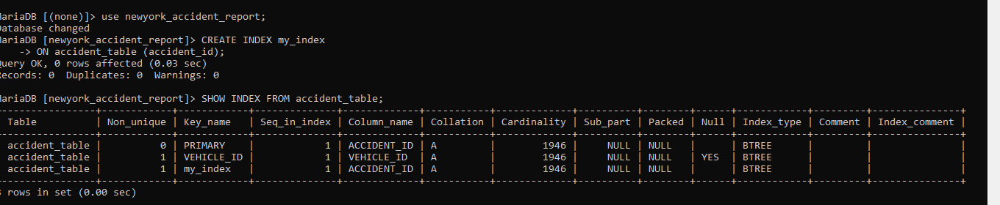 ariaDB [(none)]> use newyork_accident_report;
atabase changed
ariaDB [newyork_accident_report]> CREATE INDEX my_index
    -> ON accident_table (accident_id);
uery OK, 0 rows affected (0.03 sec)
ecords: 0  Duplicates: 0  Warnings: 0
ariaDB [newyork_accident_report]> SHOW INDEX FROM accident_table;
----------------+------------+------------+--------------+-------------+-----------+-------------+----------+--------+------+------------+---------+---------------+
 Table          | Non_unique | Key_name   | Seq_in_index | Column_name | Collation | Cardinality | Sub_part | Packed | Null | Index_type | Comment | Index_comment |
----------------+------------+------------+--------------+-------------+-----------+-------------+----------+--------+------+------------+---------+---------------+
 accident_table |          0 | PRIMARY    |            1 | ACCIDENT_ID | A         |        1946 |     NULL | NULL   |      | BTREE      |         |               |
 accident_table |          1 | VEHICLE_ID |            1 | VEHICLE_ID  | A         |        1946 |     NULL | NULL   | YES  | BTREE      |         |               |
 accident_table |          1 | my_index   |            1 | ACCIDENT_ID | A         |        1946 |     NULL | NULL   |      | BTREE      |         |               |
----------------+------------+------------+--------------+-------------+-----------+-------------+----------+--------+------+------------+---------+---------------+
 rows in set (0.00 sec)